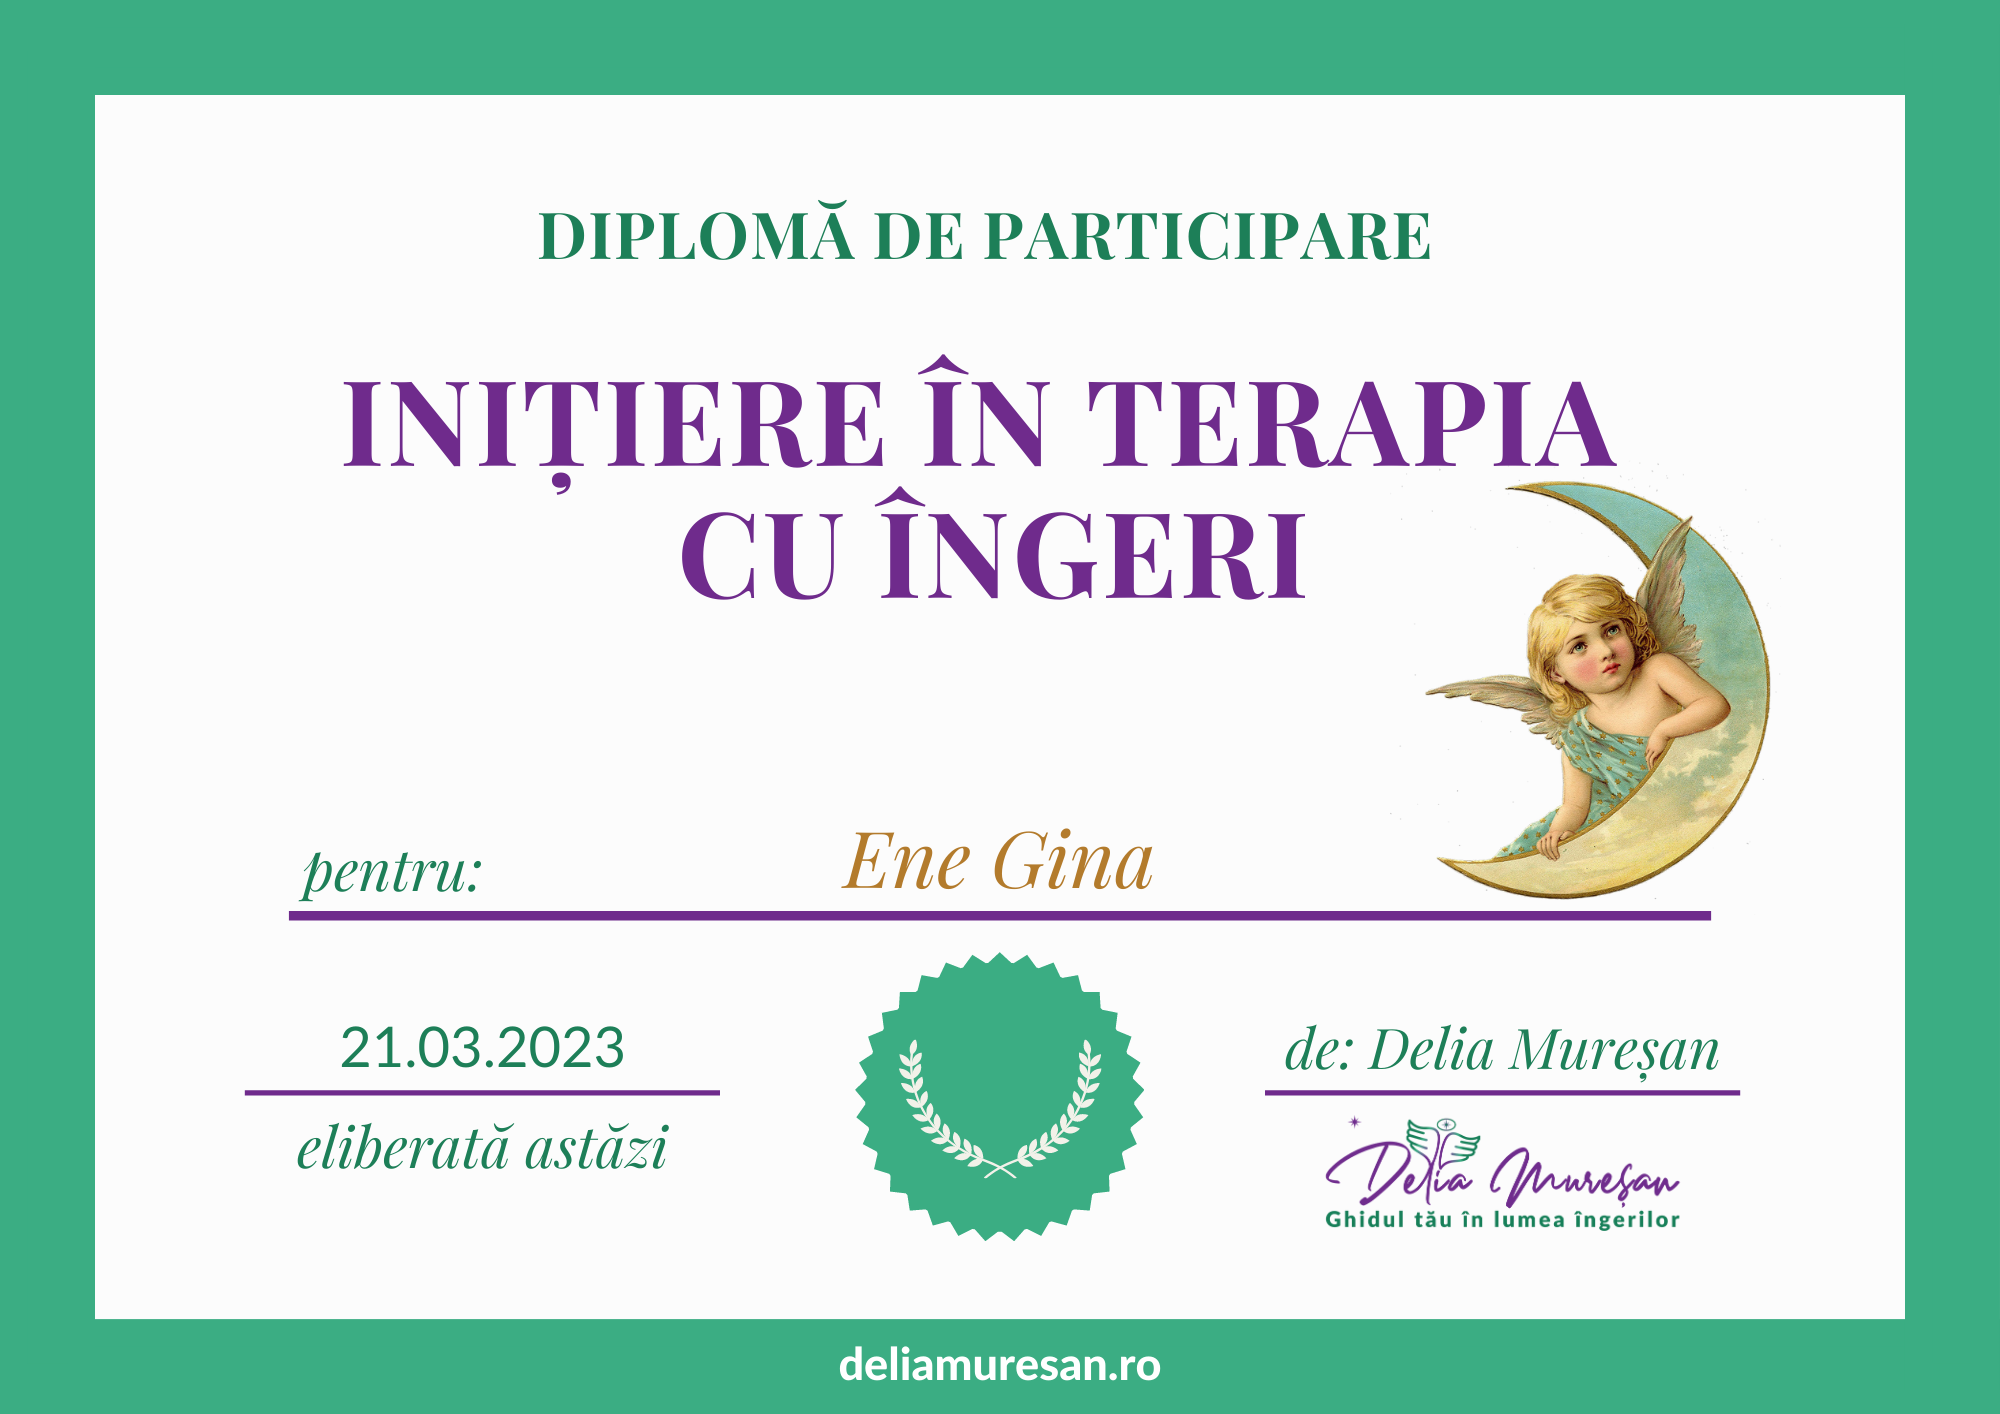 DIPLOMĂ DE PARTICIPARE
INIȚIERE ÎN TERAPIA
CU ÎNGERI
pentru: Ene Gina
21.03.2023
eliberată astăzi
de: Delia Mureșan
Delia Mureșan
Ghidul tău în lumea îngerilor
deliamuresan.ro